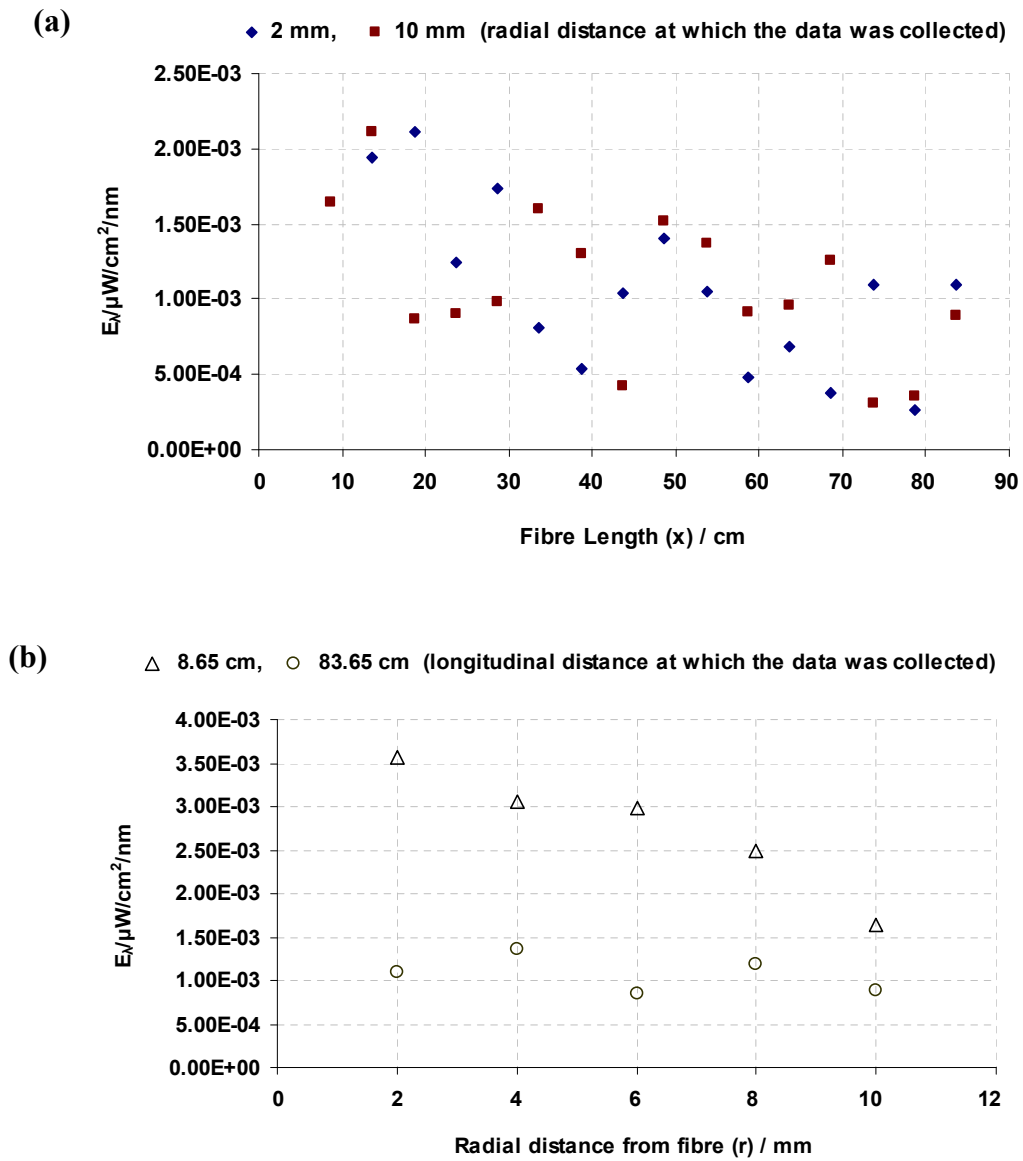 (a)
2 mm, 10 mm (radial distance at which the data was collected)
2.50E-03
2.00E-03
1.50E-03
1.00E-03
5.00E-04
0.00E+00
0 10 20 30 40 50 60 70 80 90
Eλ/µW/cm²/nm
Fibre Length (x) / cm
(b)
8.65 cm, 83.65 cm (longitudinal distance at which the data was collected)
4.00E-03
3.50E-03
3.00E-03
2.50E-03
2.00E-03
1.50E-03
1.00E-03
5.00E-04
0.00E+00
0 2 4 6 8 10 12
Eλ/µW/cm²/nm
Radial distance from fibre (r) / mm